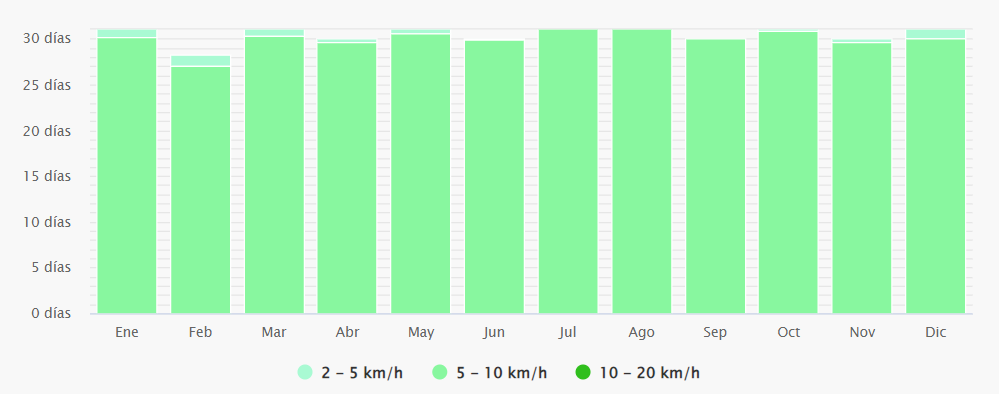 30 días
25 días
20 días
15 días
10 días
5 días
0 días
Ene Feb Mar Abr May Jun Jul Ago Sep Oct Nov Dic
2 – 5 km/h 5 – 10 km/h 10 – 20 km/h